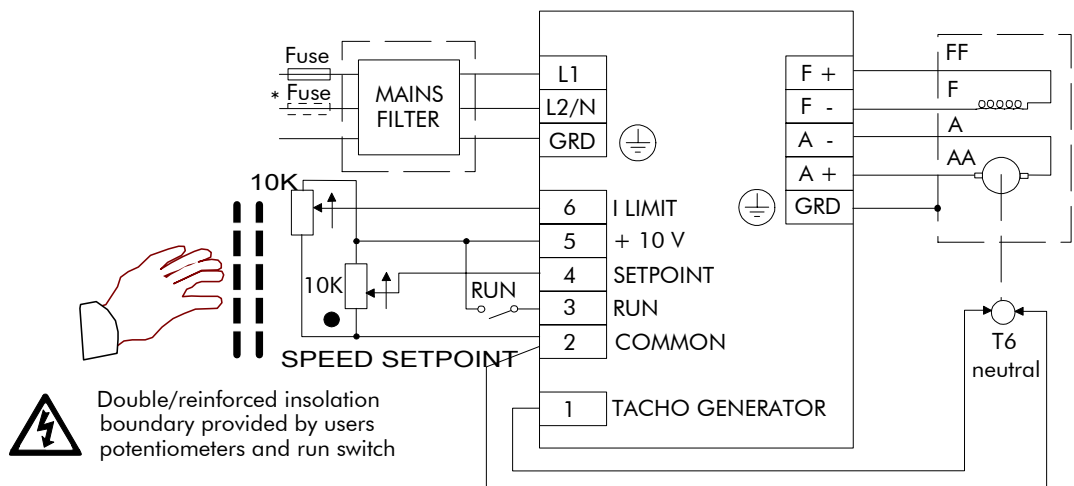 Fuse
* Fuse
MAINS
FILTER
L1
L2/N
GRD
F +
F -
A -
A +
GRD
FF
F
A
AA
10K
6 I LIMIT
5 + 10 V
10K
4 SETPOINT
RUN
3 RUN
2 COMMON
SPEED SETPOINT
1 TACHO GENERATOR
T6
neutral
Double/reinforced insolation
boundary provided by users
potentiometers and run switch